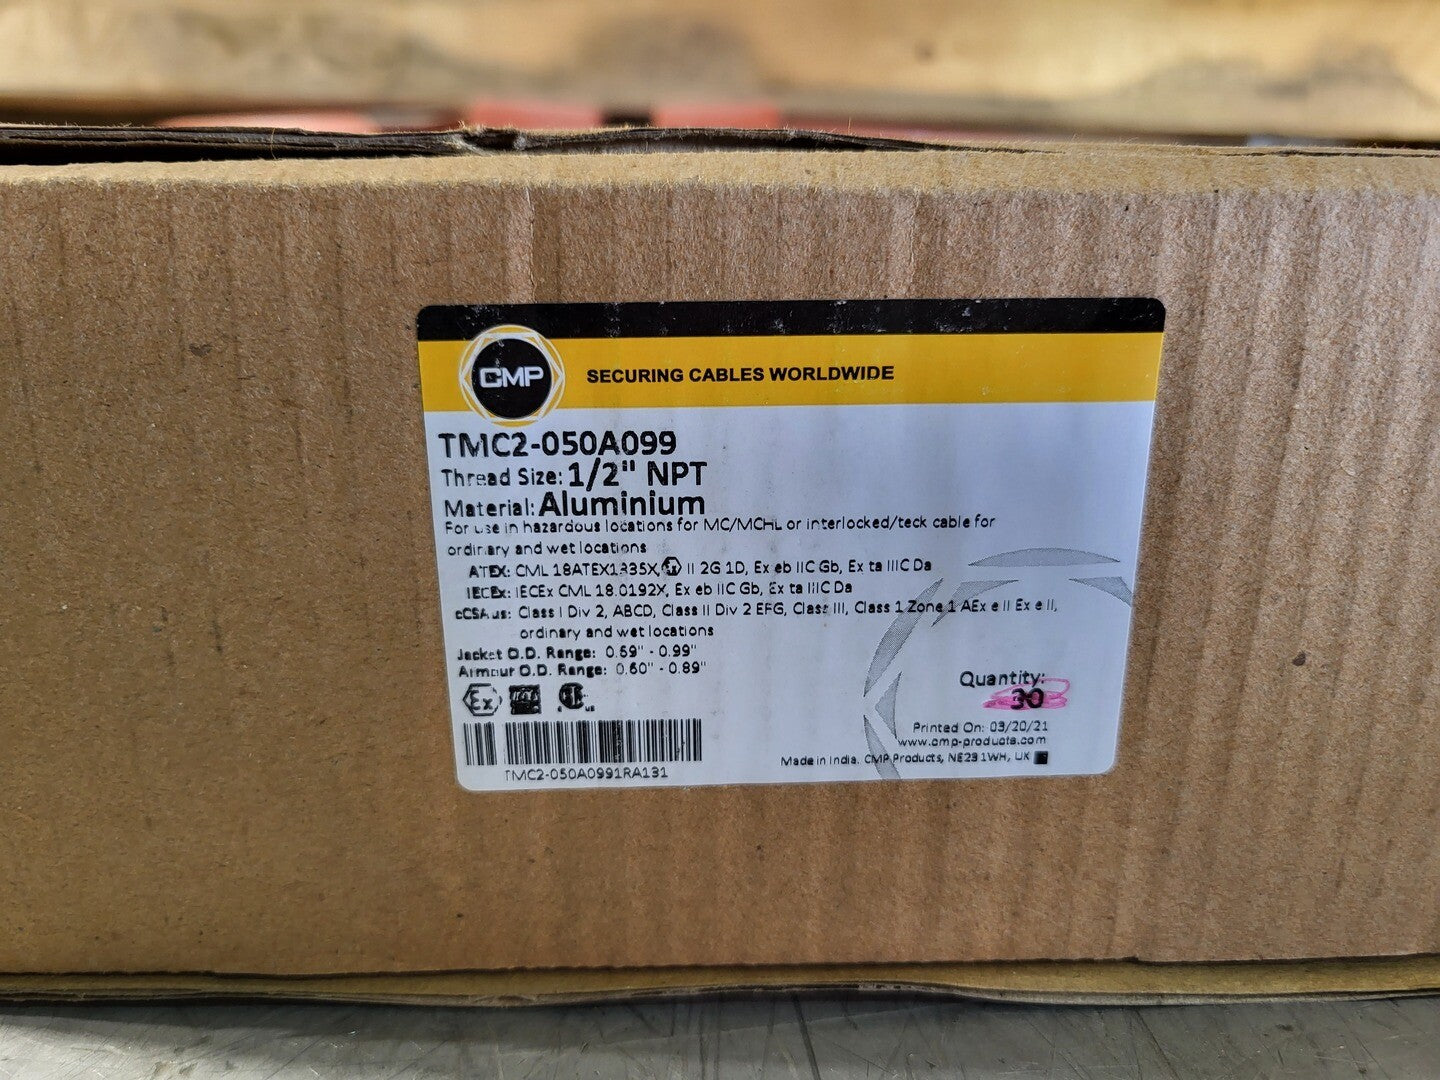 CMP
SECURING CABLES WORLDWIDE
TMC2-050A099
Thread Size: 1/2" NPT
Material: Aluminium
For use in hazardous locations for MC/MCHL or interlocked/teck cable for
ordinary and wet locations
ATEX: CML 18ATEX1335X, Ex II 2G 1D, Ex eb IIC Gb, Ex ta IIIC Da
IECEx: IECEx CML 18.0192X, Ex eb IIC Gb, Ex ta IIIC Da
cCSAus: Class I Div 2, ABCD, Class II Div 2 EFG, Class III, Class 1 Zone 1 AEx e II Ex e II,
ordinary and wet locations
Jacket O.D. Range: 0.69" - 0.99"
Armour O.D. Range: 0.60" - 0.89"
Ex
Quantity:
30
Printed On: 03/20/21
www.cmp-products.com
Made in India. CMP Products, NE23 1WH, UK
TMC2-050A0991RA131